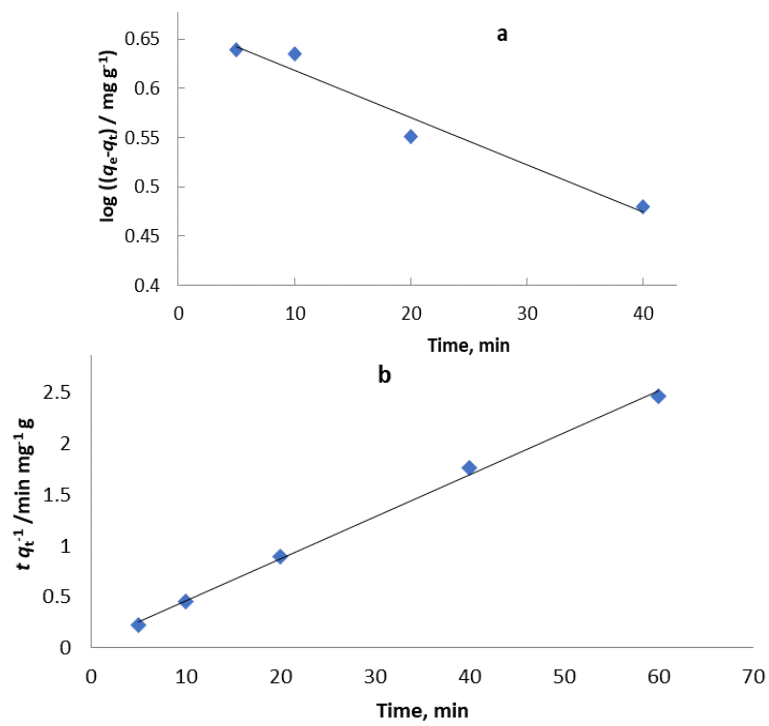 a
0.65
0.6
0.55
0.5
0.45
0.4
log ((qₑ-qₜ) / mg g⁻¹)
0 10 20 30 40
Time, min
b
2.5
2
1.5
1
0.5
0
t qₜ⁻¹ /min mg⁻¹ g
0 10 20 30 40 50 60 70
Time, min